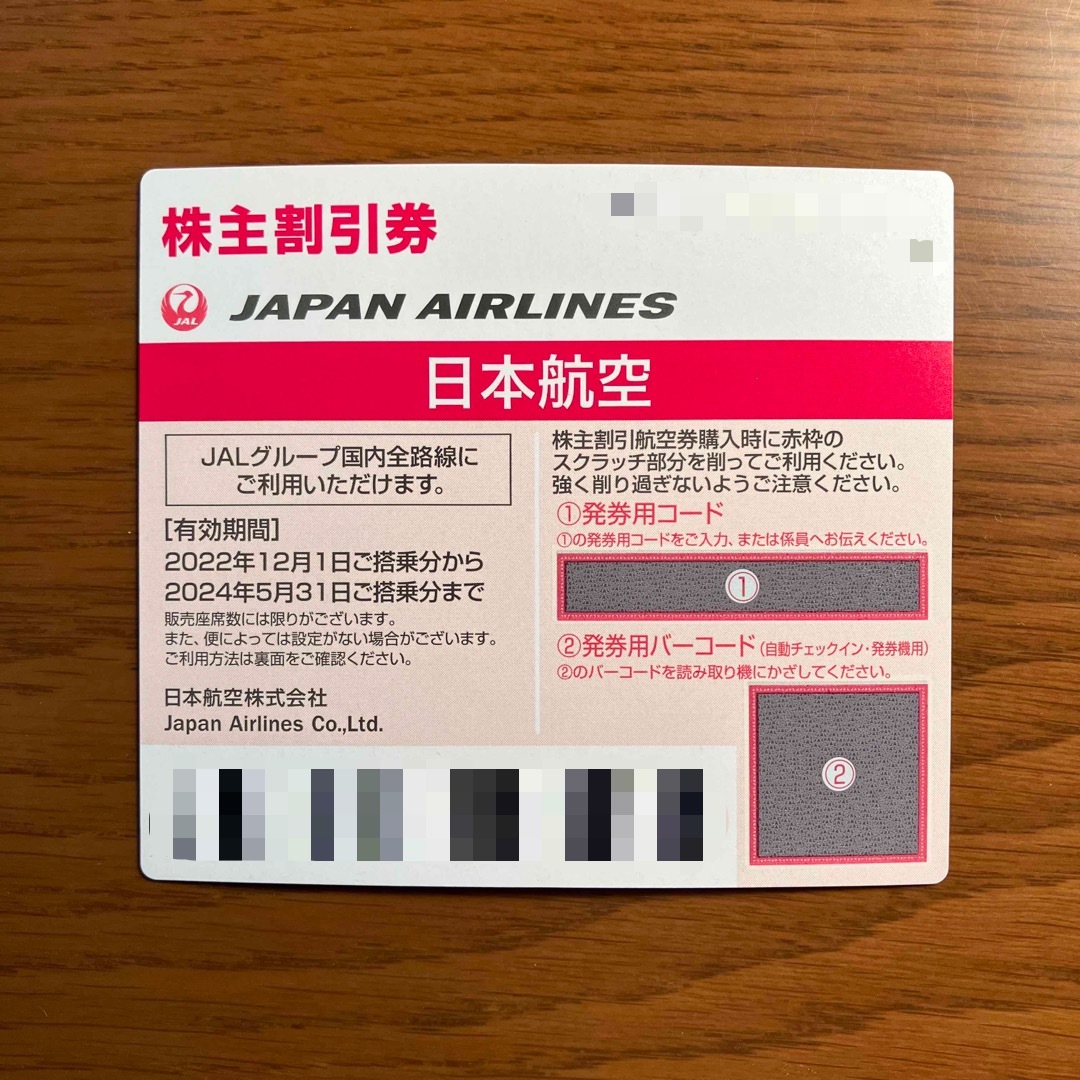 株主割引券
JAL
JAPAN AIRLINES
日本航空
JALグループ国内全路線に
ご利用いただけます。
[有効期間]
2022年12月1日ご搭乗分から
2024年5月31日ご搭乗分まで
販売座席数には限りがございます。
また、便によっては設定がない場合がございます。
ご利用方法は裏面をご確認ください。
日本航空株式会社
Japan Airlines Co.,Ltd.
株主割引航空券購入時に赤枠の
スクラッチ部分を削ってご利用ください。
強く削り過ぎないようご注意ください。
①発券用コード
①の発券用コードをご入力、または係員へお伝えください。
①
②発券用バーコード(自動チェックイン・発券機用)
②のバーコードを読み取り機にかざしてください。
②